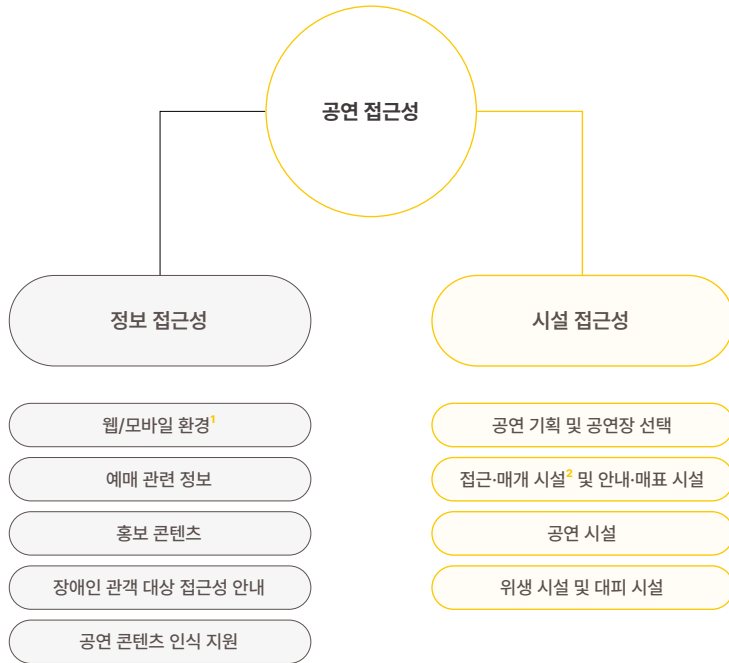 공연 접근성
정보 접근성
웹/모바일 환경¹
예매 관련 정보
홍보 콘텐츠
장애인 관객 대상 접근성 안내
공연 콘텐츠 인식 지원
시설 접근성
공연 기획 및 공연장 선택
접근·매개 시설² 및 안내·매표 시설
공연 시설
위생 시설 및 대피 시설